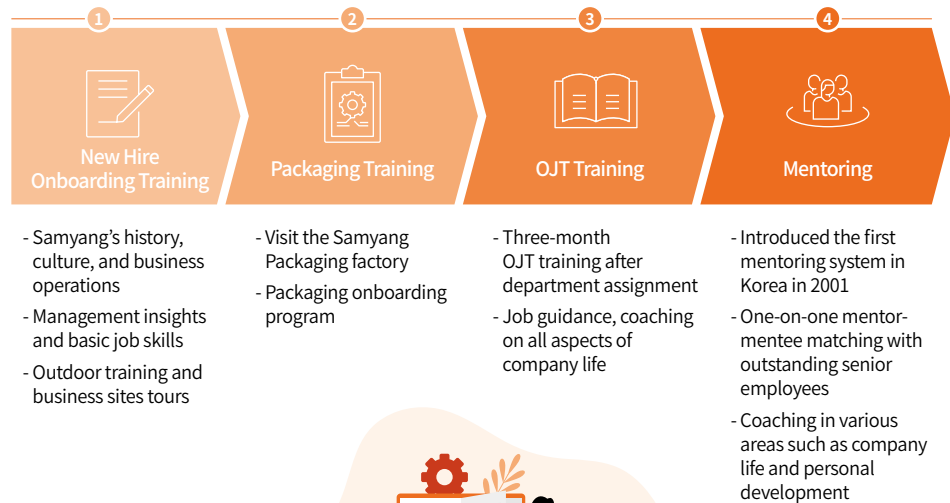 1
New Hire
Onboarding Training
- Samyang's history,
culture, and business
operations
- Management insights
and basic job skills
- Outdoor training and
business sites tours
2
Packaging Training
- Visit the Samyang
Packaging factory
- Packaging onboarding
program
3
OJT Training
- Three-month
OJT training after
department assignment
- Job guidance, coaching
on all aspects of
company life
4
Mentoring
- Introduced the first
mentoring system in
Korea in 2001
- One-on-one mentor-
mentee matching with
outstanding senior
employees
- Coaching in various
areas such as company
life and personal
development